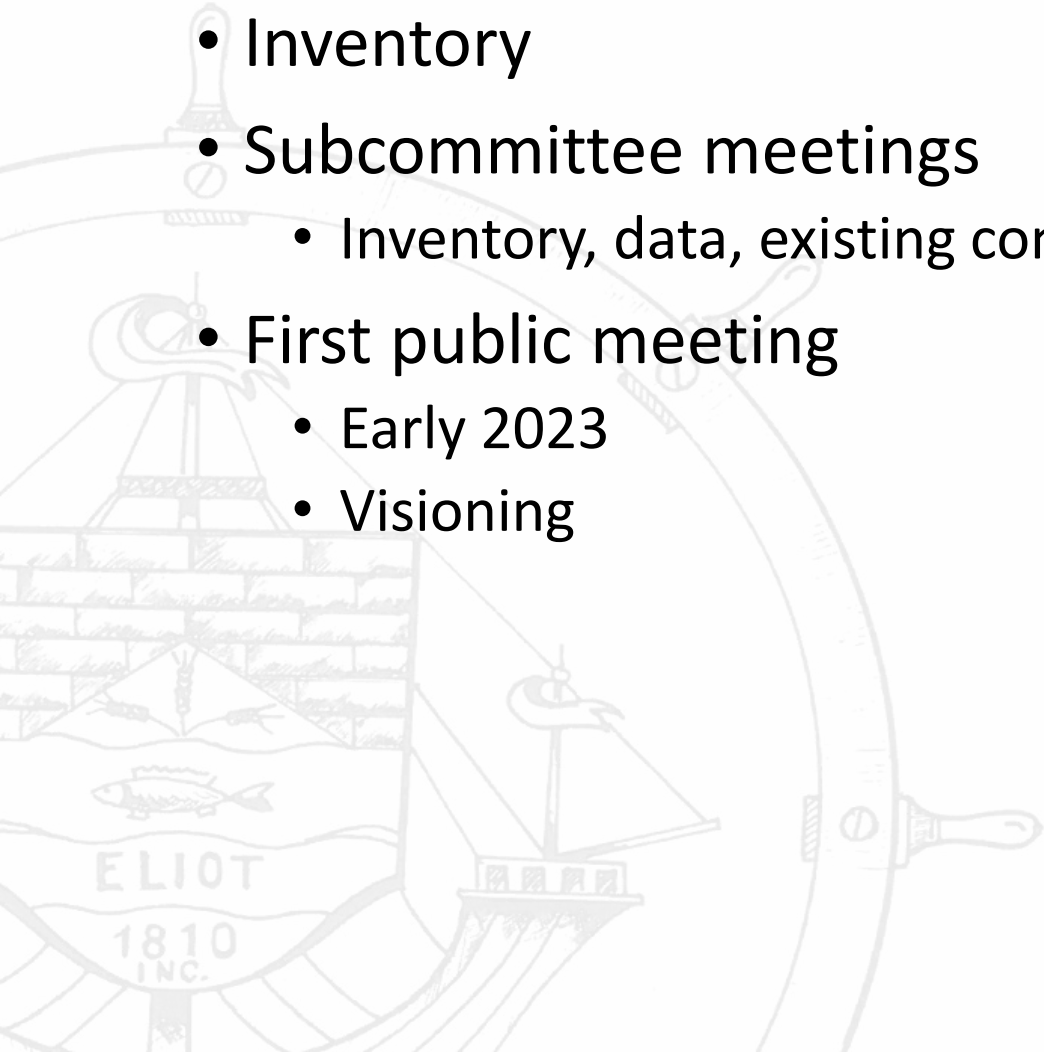 • Inventory
• Subcommittee meetings
• Inventory, data, existing
• First public meeting
• Early 2023
• Visioning
ELIOT
1810
INC.